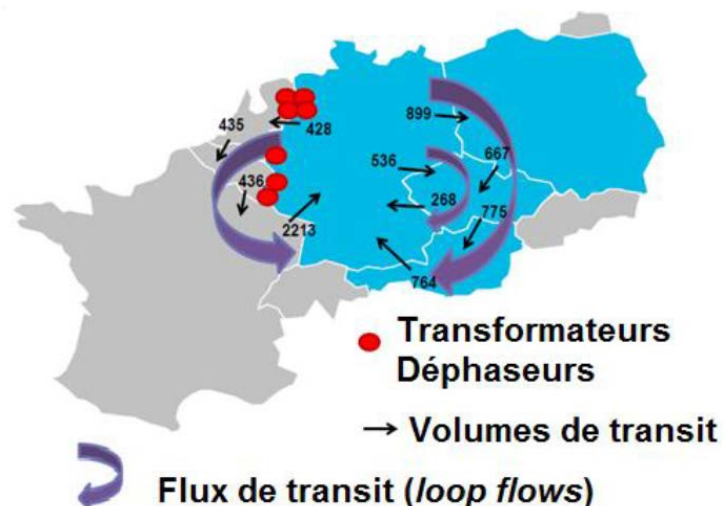 899
435
428
536
667
436
268
2213
775
764
Transformateurs
Déphaseurs
Volumes de transit
Flux de transit (loop flows)